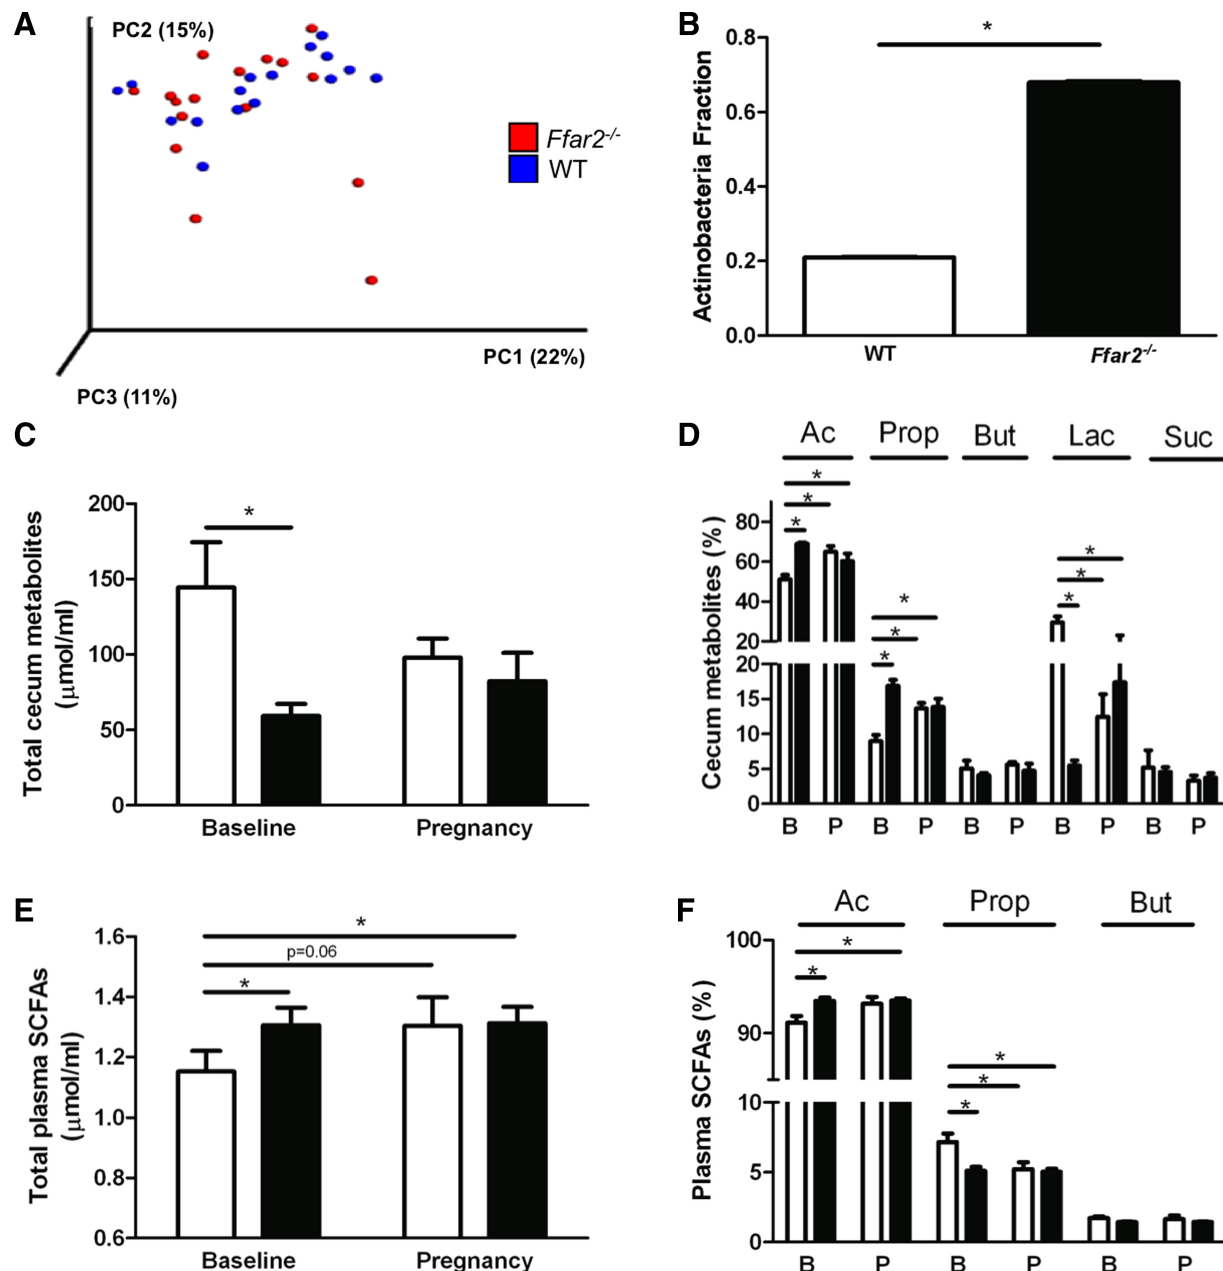 A
PC2 (15%)
Ffar2-/-
WT
PC1 (22%)
PC3 (11%)
B
*
0.8
0.6
0.4
0.2
0.0
Actinobacteria Fraction
WT
Ffar2-/-
C
200
150
100
50
0
Total cecum metabolites
(μmol/ml)
*
Baseline
Pregnancy
D
Ac
Prop
But
Lac
Suc
*
*
*
*
*
*
*
*
*
80
60
40
20
20
15
10
5
0
Cecum metabolites (%)
B
P
B
P
B
P
B
P
B
P
E
*
p=0.06
*
1.6
1.4
1.2
1.0
0.8
0.6
Total plasma SCFAs
(μmol/ml)
Baseline
Pregnancy
F
Ac
Prop
But
*
*
*
*
*
100
90
10
5
0
Plasma SCFAs (%)
B
P
B
P
B
P